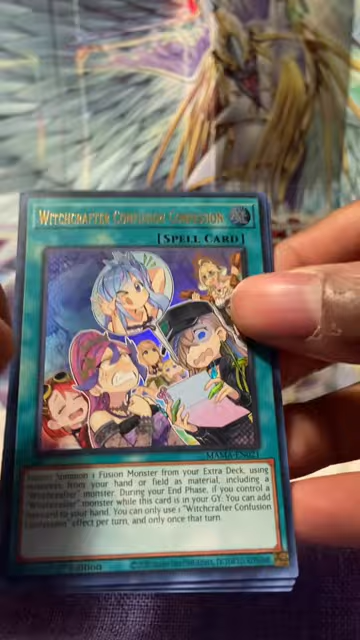 Witchcrafter Confusion Confession
[Spell Card]
MAMA-EN021
Fusion Summon 1 Fusion Monster from your Extra Deck, using
monsters from your hand or field as material, including a
"Witchcrafter" monster. During your End Phase, if you control a
"Witchcrafter" monster while this card is in your GY: You can add
this card to your hand. You can only use 1 "Witchcrafter Confusion
Confession" effect per turn, and only once that turn.
Edition